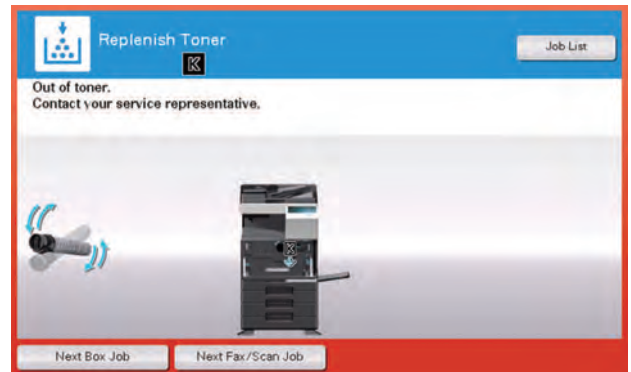 Replenish Toner
K
Job List
Out of toner.
Contact your service representative.
K
Next Box Job
Next Fax/Scan Job